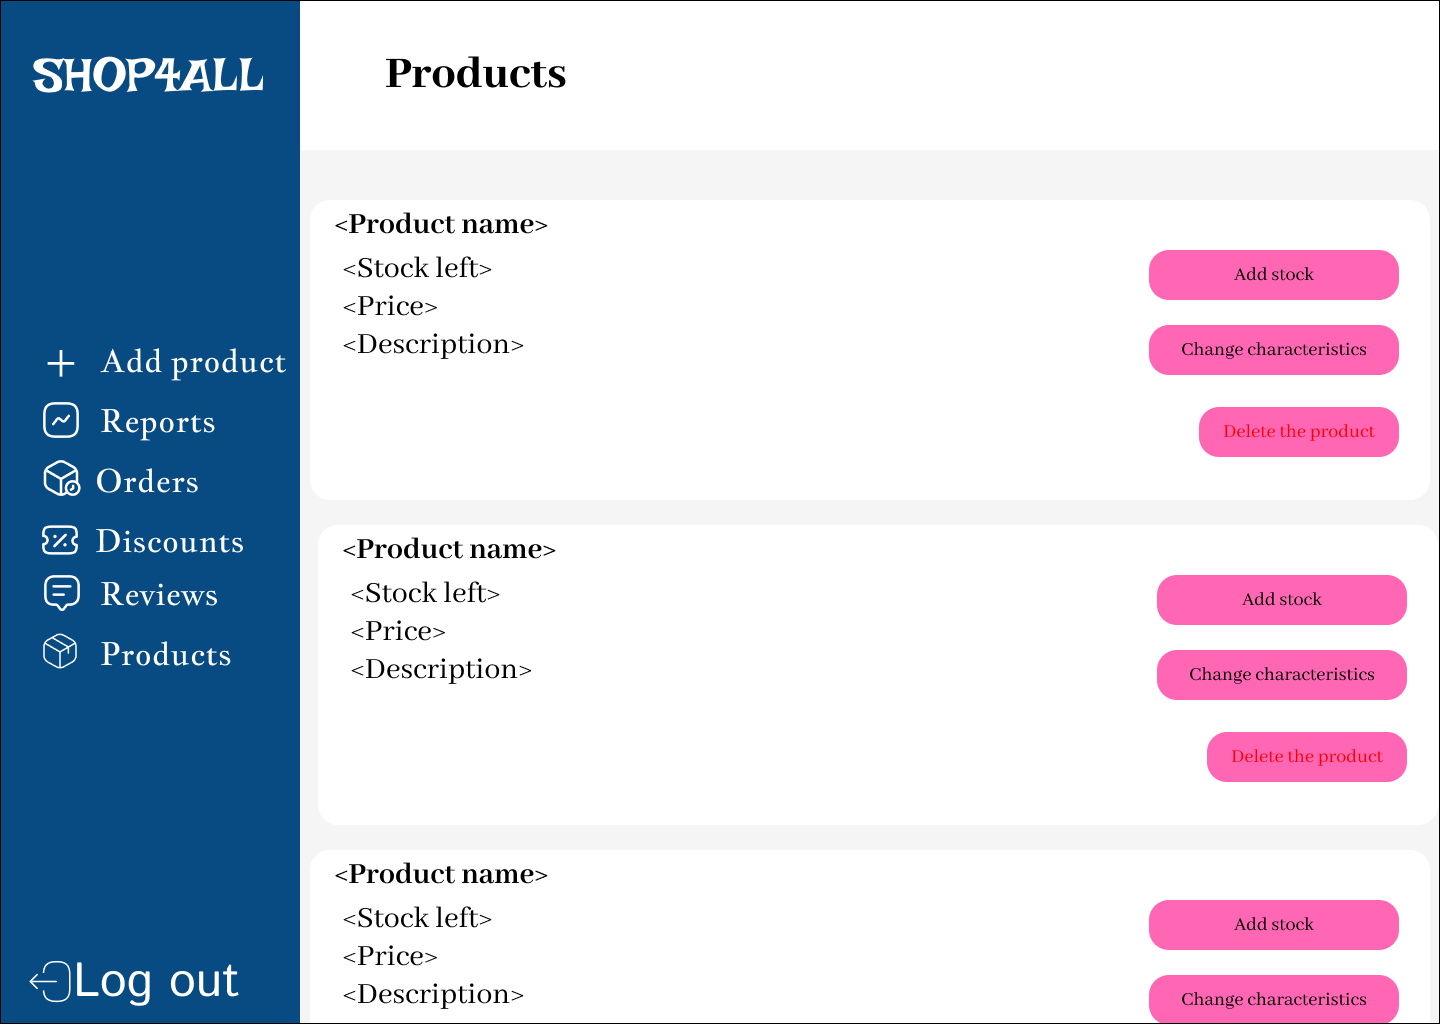 SHOP4ALL
Products
Add product
Reports
Orders
Discounts
Reviews
Products
Log out
<Product name>
<Stock left>
<Price>
<Description>
Add stock
Change characteristics
Delete the product
<Product name>
<Stock left>
<Price>
<Description>
Add stock
Change characteristics
Delete the product
<Product name>
<Stock left>
<Price>
<Description>
Add stock
Change characteristics